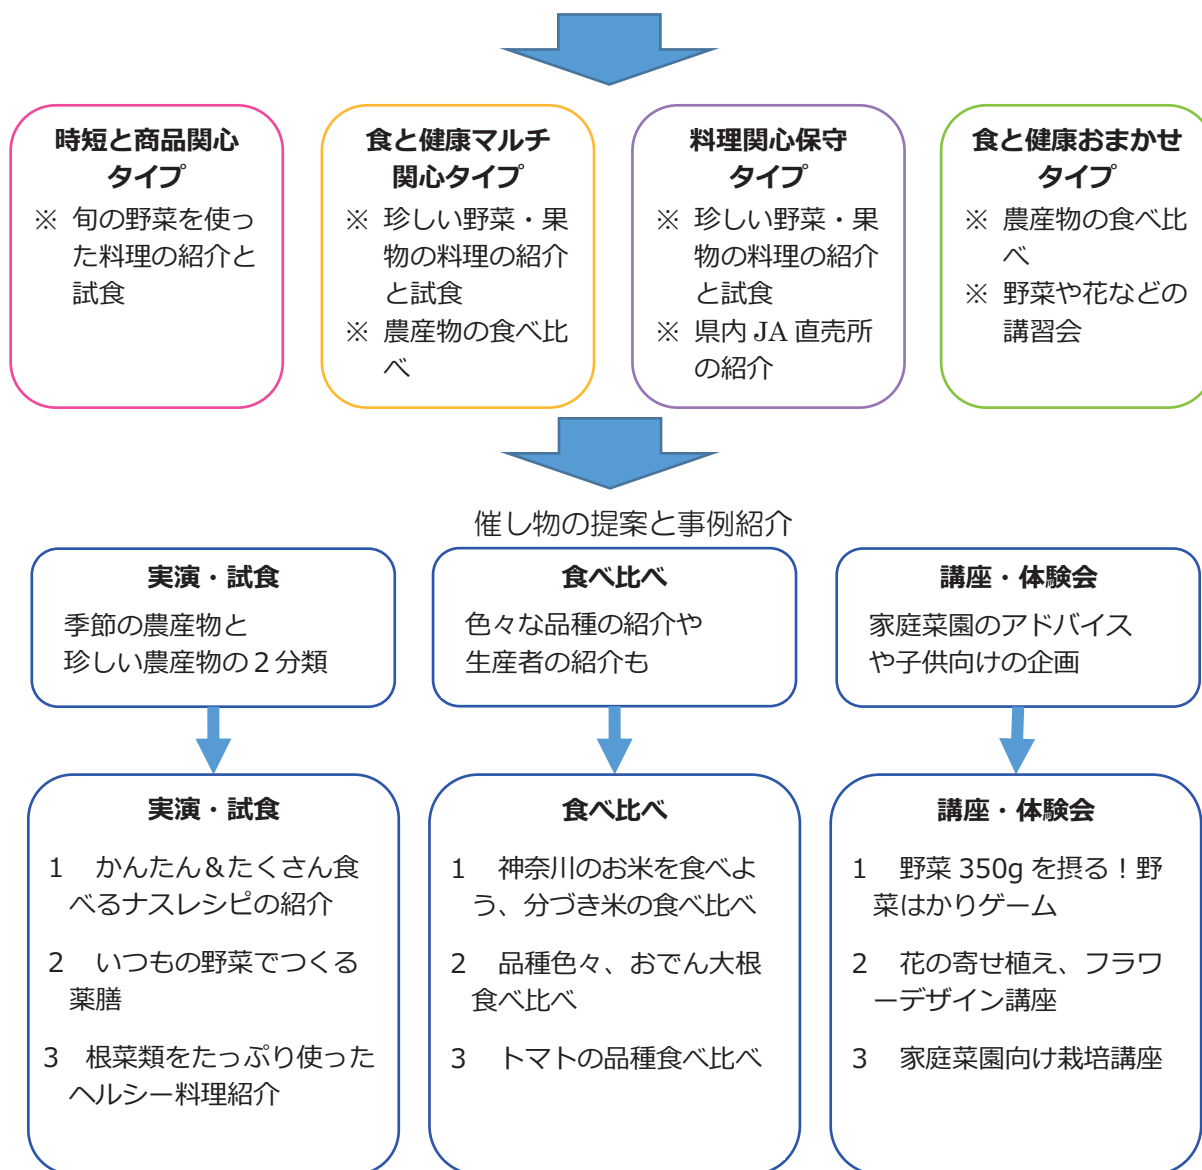 時短と商品関心
タイプ
※ 旬の野菜を使っ
た料理の紹介と
試食
食と健康マルチ
関心タイプ
※ 珍しい野菜・果
物の料理の紹介
と試食
※ 農産物の食べ比
べ
料理関心保守
タイプ
※ 珍しい野菜・果
物の料理の紹介
と試食
※ 県内 JA 直売所
の紹介
食と健康おまかせ
タイプ
※ 農産物の食べ比
べ
※ 野菜や花などの
講習会
催し物の提案と事例紹介
実演・試食
季節の農産物と
珍しい農産物の２分類
食べ比べ
色々な品種の紹介や
生産者の紹介も
講座・体験会
家庭菜園のアドバイス
や子供向けの企画
実演・試食
1 かんたん＆たくさん食
べるナスレシピの紹介
2 いつもの野菜でつくる
薬膳
3 根菜類をたっぷり使った
ヘルシー料理紹介
食べ比べ
1 神奈川のお米を食べよ
う、分づき米の食べ比べ
2 品種色々、おでん大根
食べ比べ
3 トマトの品種食べ比べ
講座・体験会
1 野菜 350g を摂る！野
菜はかりゲーム
2 花の寄せ植え、フラワ
ーデザイン講座
3 家庭菜園向け栽培講座